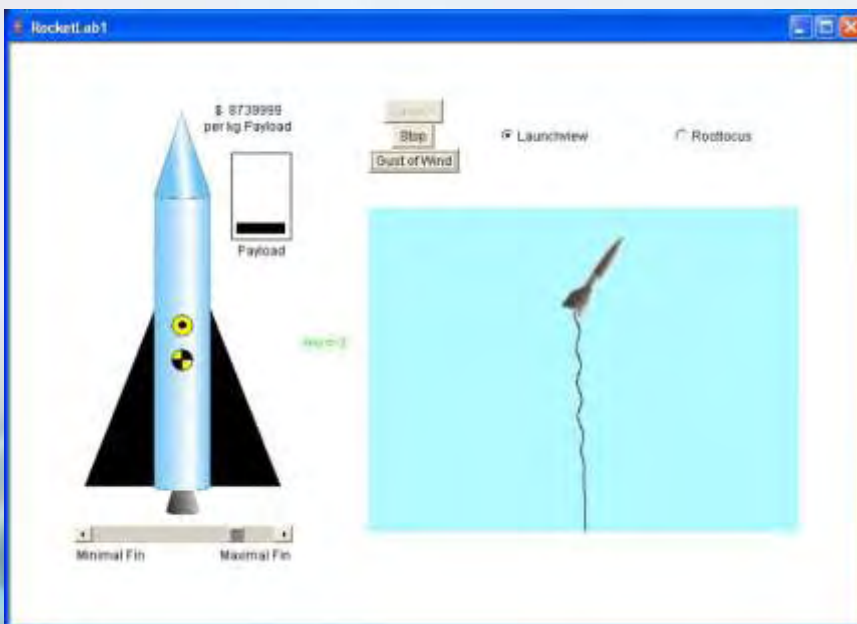 RocketLab1
$ 8739999
per kg Payload
Payload
Stop
Gust of Wind
Launchview
Rootlocus
Minimal Fin
Maximal Fin